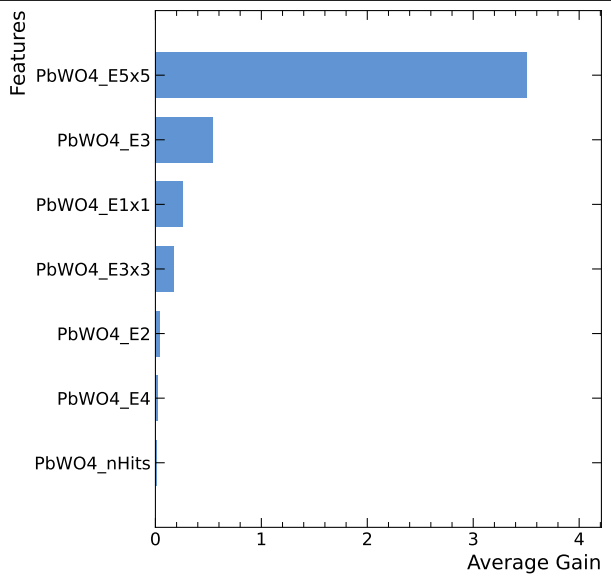 Features
PbWO4_E5x5
PbWO4_E3
PbWO4_E1x1
PbWO4_E3x3
PbWO4_E2
PbWO4_E4
PbWO4_nHits
0 1 2 3 4
Average Gain